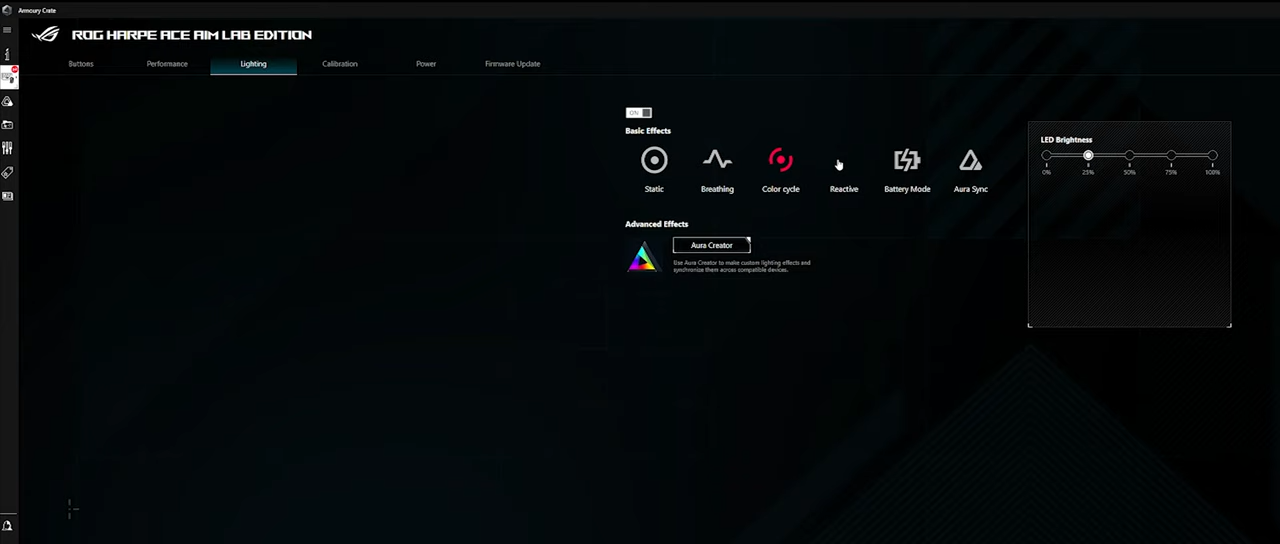 Armoury Crate
ROG HARPE ACE AIM LAB EDITION
Buttons Performance Lighting Calibration Power Firmware Update
ON
Basic Effects
Static Breathing Color cycle Reactive Battery Mode Aura Sync
LED Brightness
0% 25% 50% 75% 100%
Advanced Effects
Aura Creator
Use Aura Creator to make custom lighting effects and
synchronize them across compatible devices.